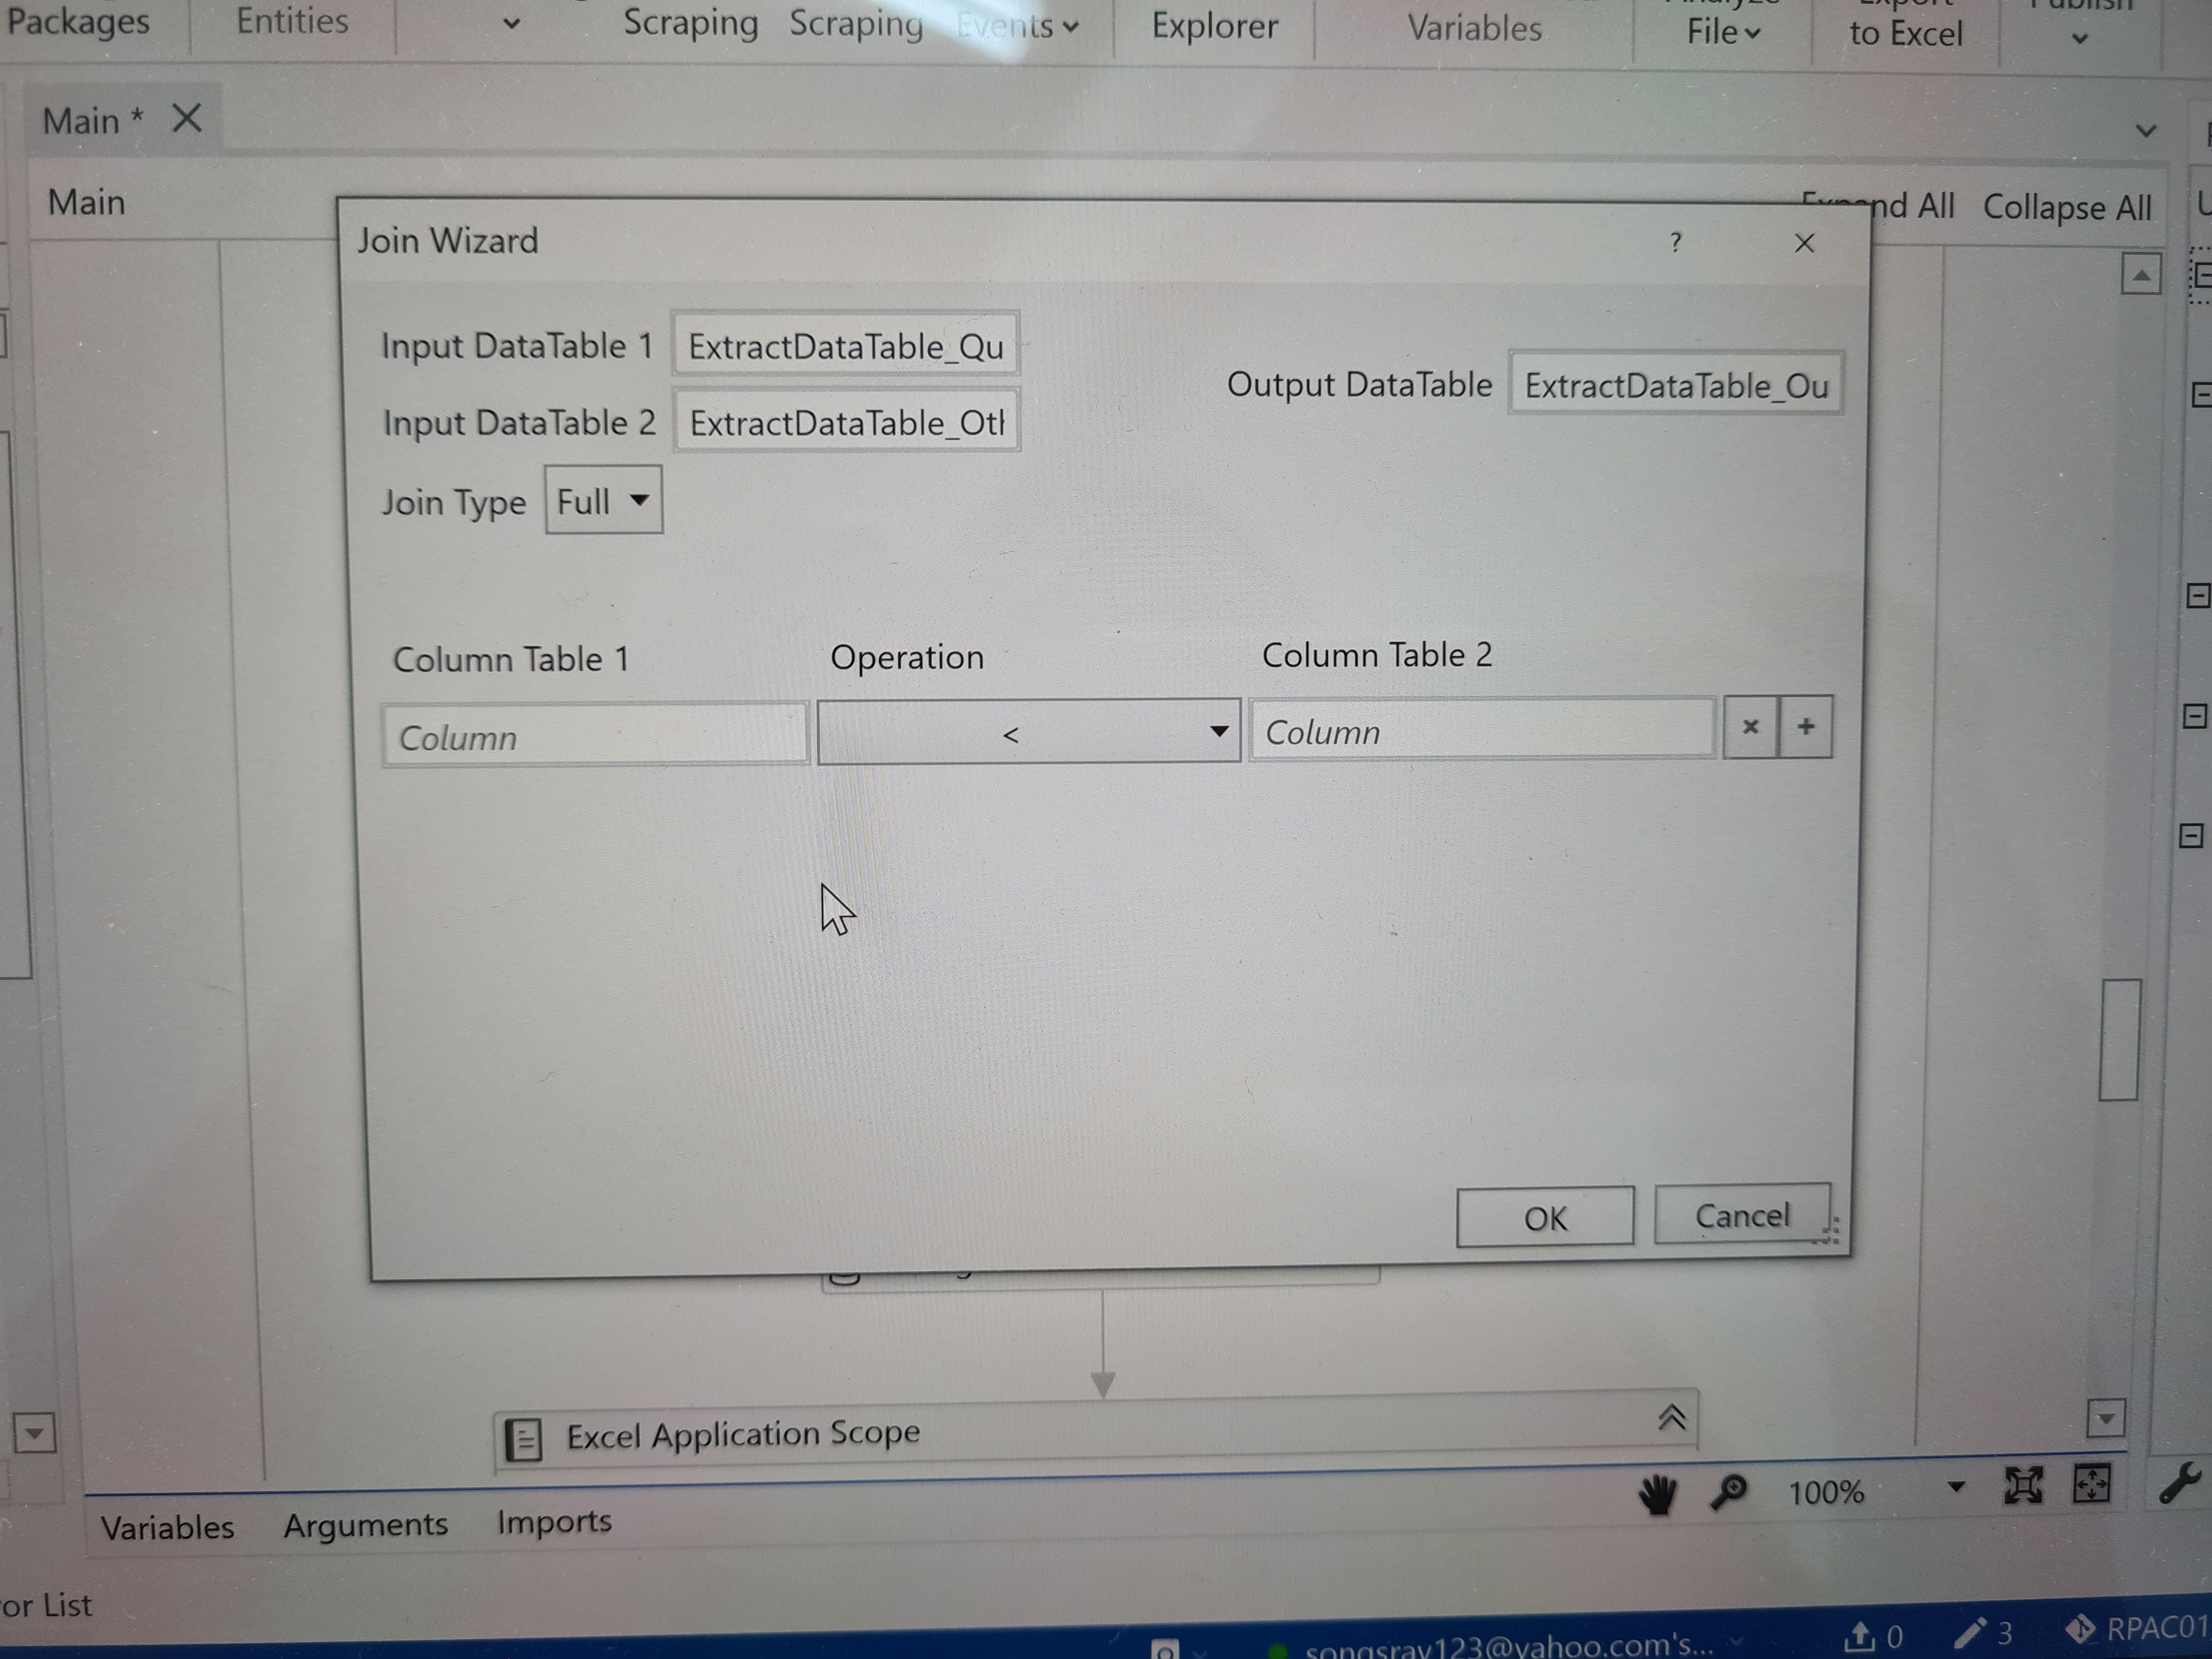 Packages Entities Scraping Scraping Events Explorer Variables File to Excel
Main *
Main Expand All Collapse All
Join Wizard ?
Input DataTable 1 ExtractDataTable_Qu
Output DataTable ExtractDataTable_Ou
Input DataTable 2 ExtractDataTable_Otl
Join Type Full
Column Table 1 Operation Column Table 2
Column < Column × +
OK Cancel
Excel Application Scope
100%
Variables Arguments Imports
or List
songsray123@yahoo.com's... 0 3 RPAC01